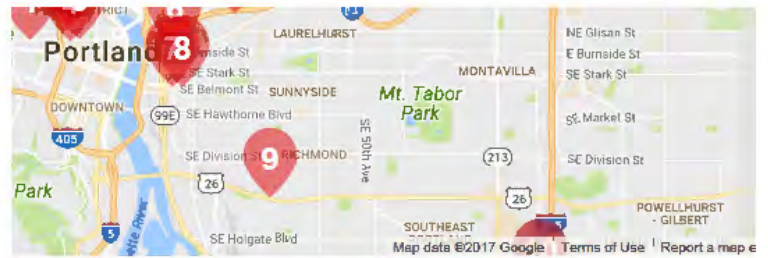 LAURELHURST
NE Glisan St
Portland
7
8
E Burnside St
SE Stark St
MONTAVILLA
SE Stark St
SE Belmont St
SUNNYSIDE
Mt. Tabor
Park
DOWNTOWN
99E
SE Hawthorne Blvd
SE Market St
405
SE 50th Ave
SE Division St
RICHMOND
9
213
SE Division St
Park
26
26
POWELLHURST
- GILBERT
5
SE Holgate Blvd
SOUTHEAST
Map data ©2017 Google
Terms of Use
Report a map e